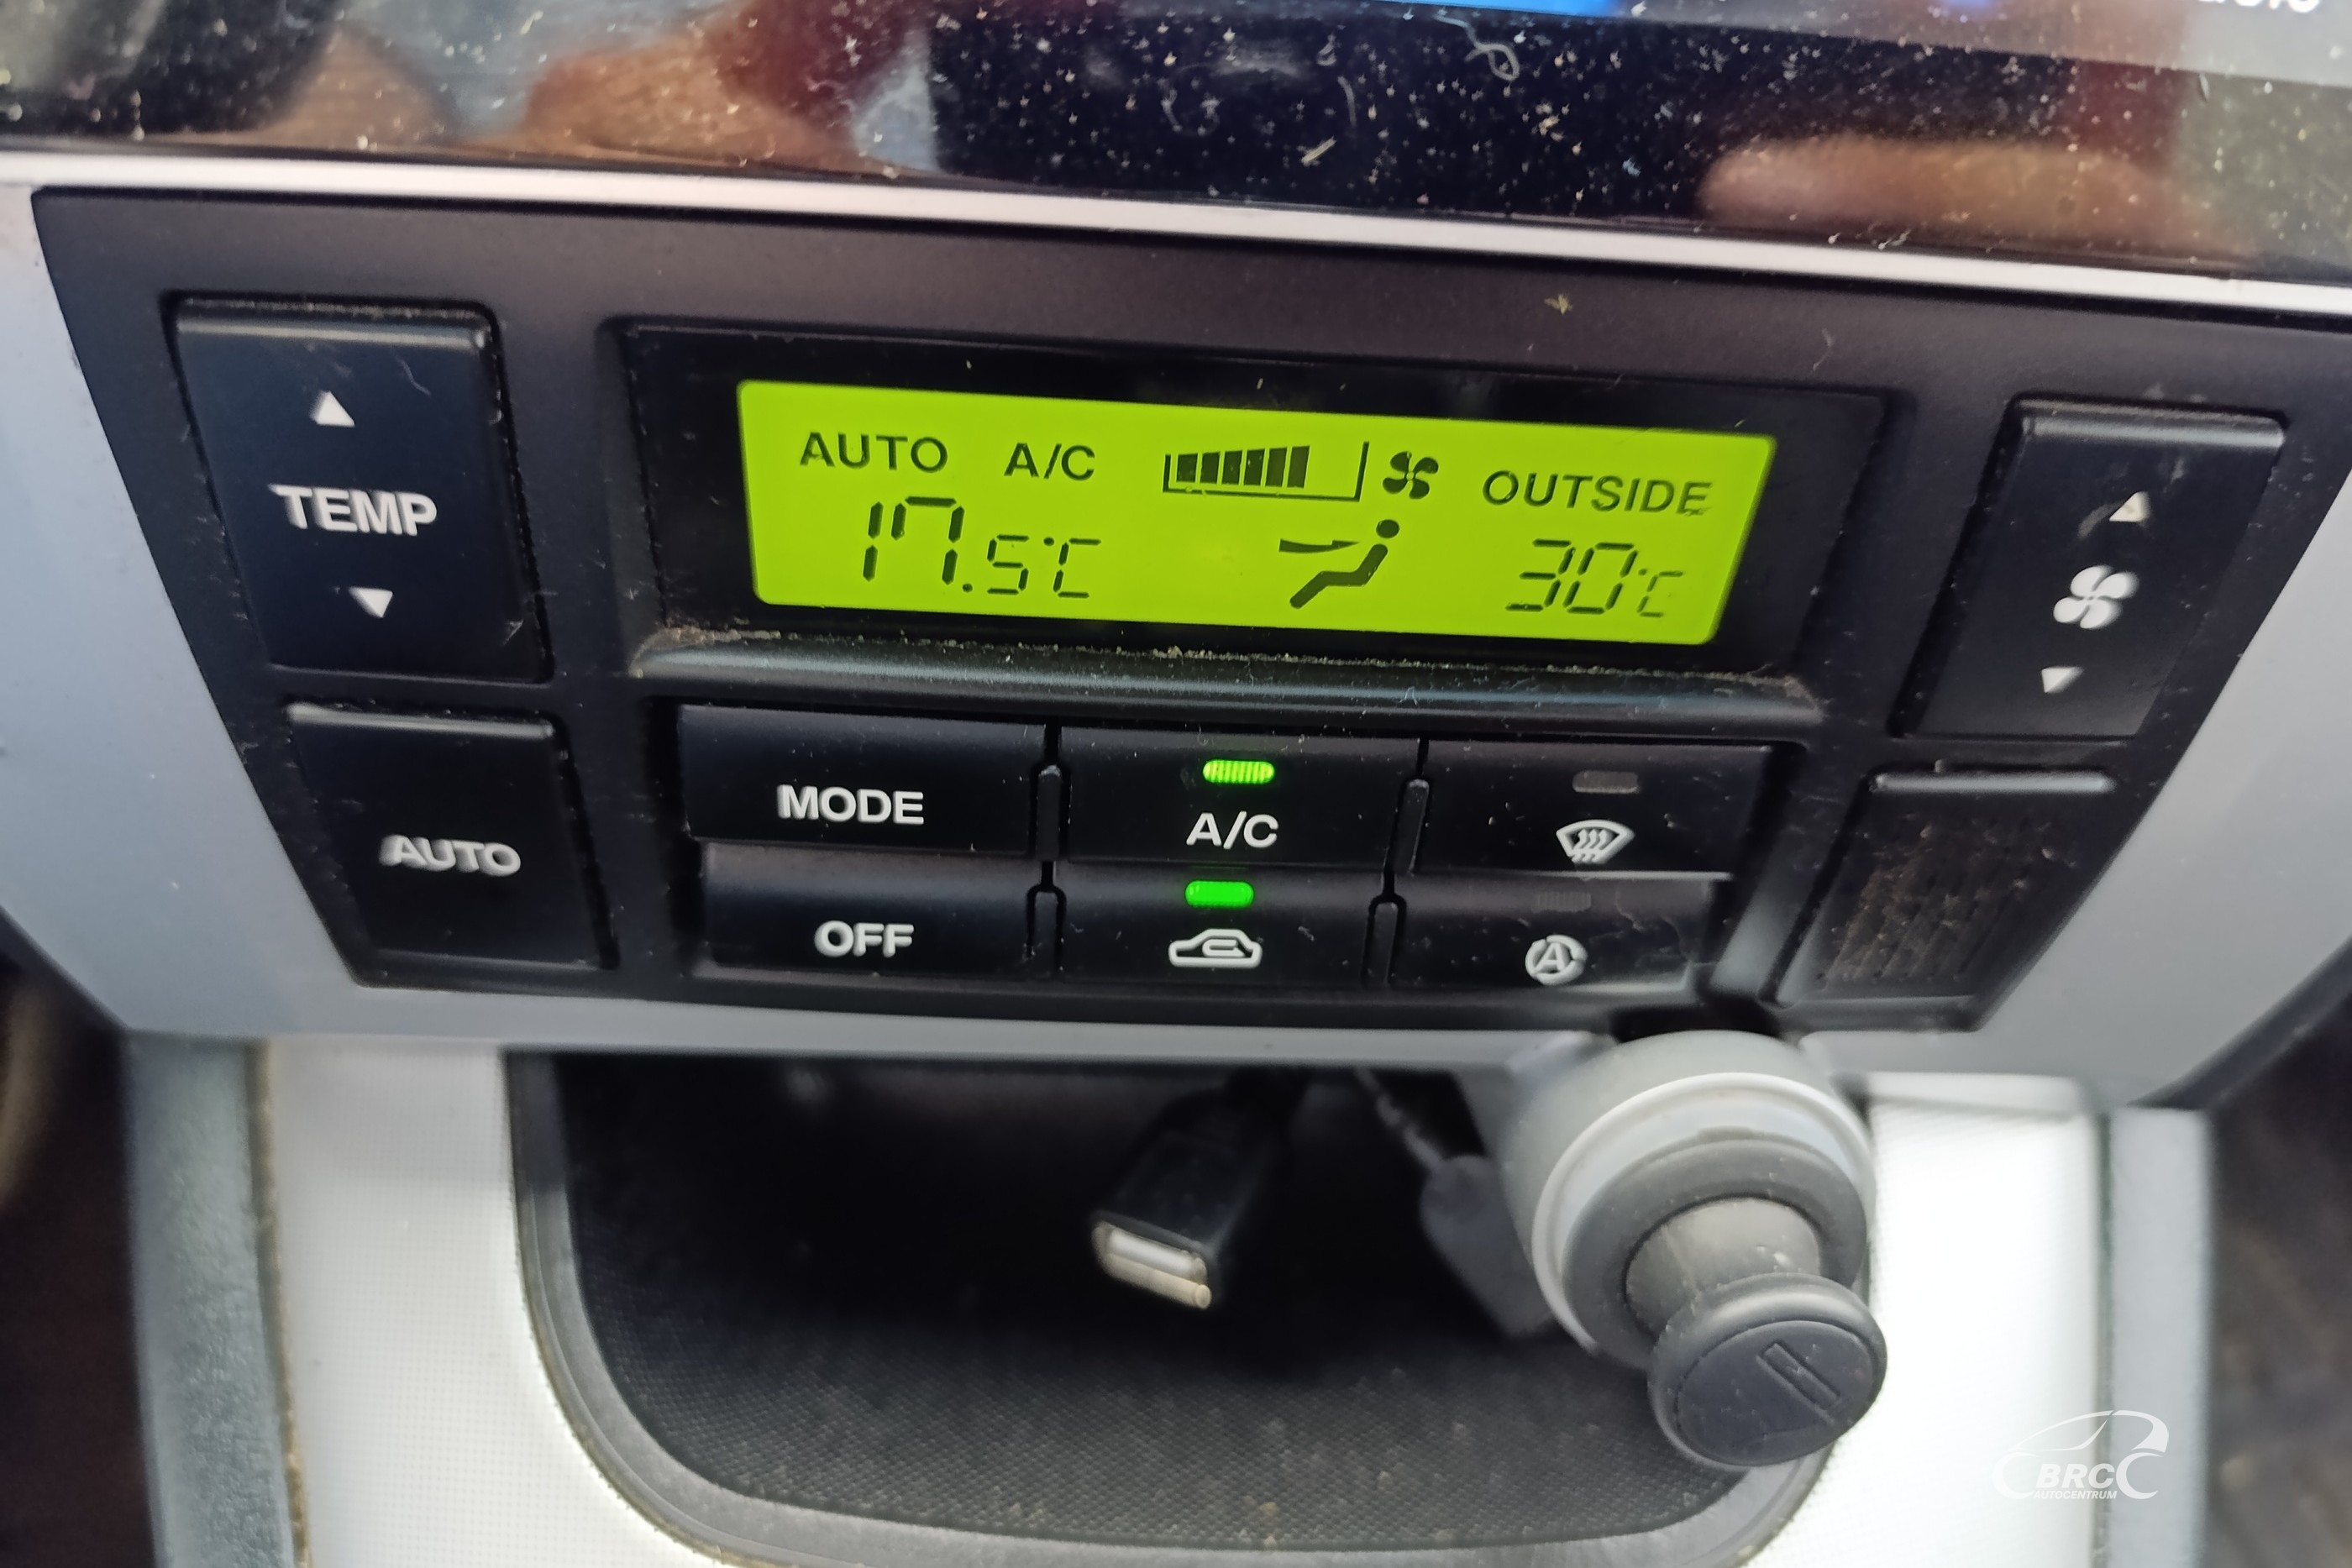 AUTO A/C OUTSIDE
17.5°C 30°C
TEMP
MODE A/C
AUTO
OFF A
BRC
AUTOCENTRUM